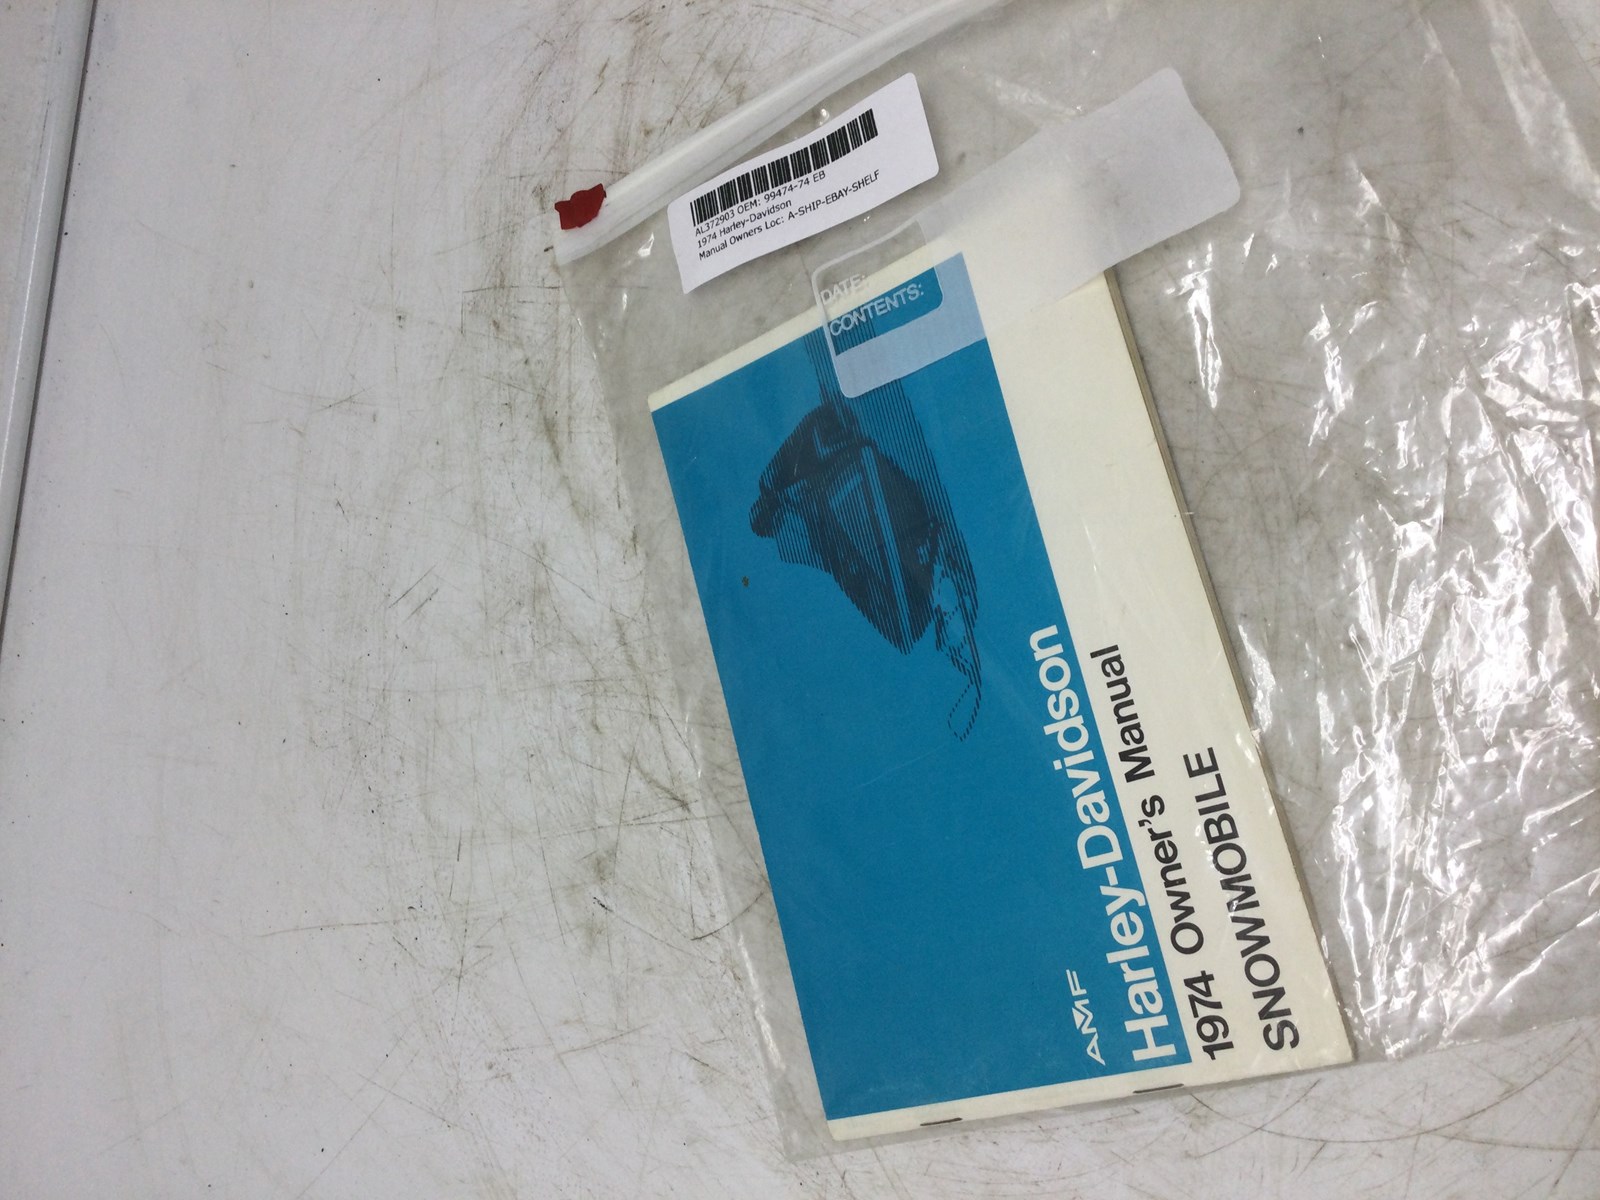 AL372903 OEM: 99474-74 EB
1974 Harley-Davidson
Manual Owners Loc: A-SHIP-EBAY-SHELF
DATE:
CONTENTS:
AMF
Harley-Davidson
1974 Owner's Manual
SNOWMOBILE